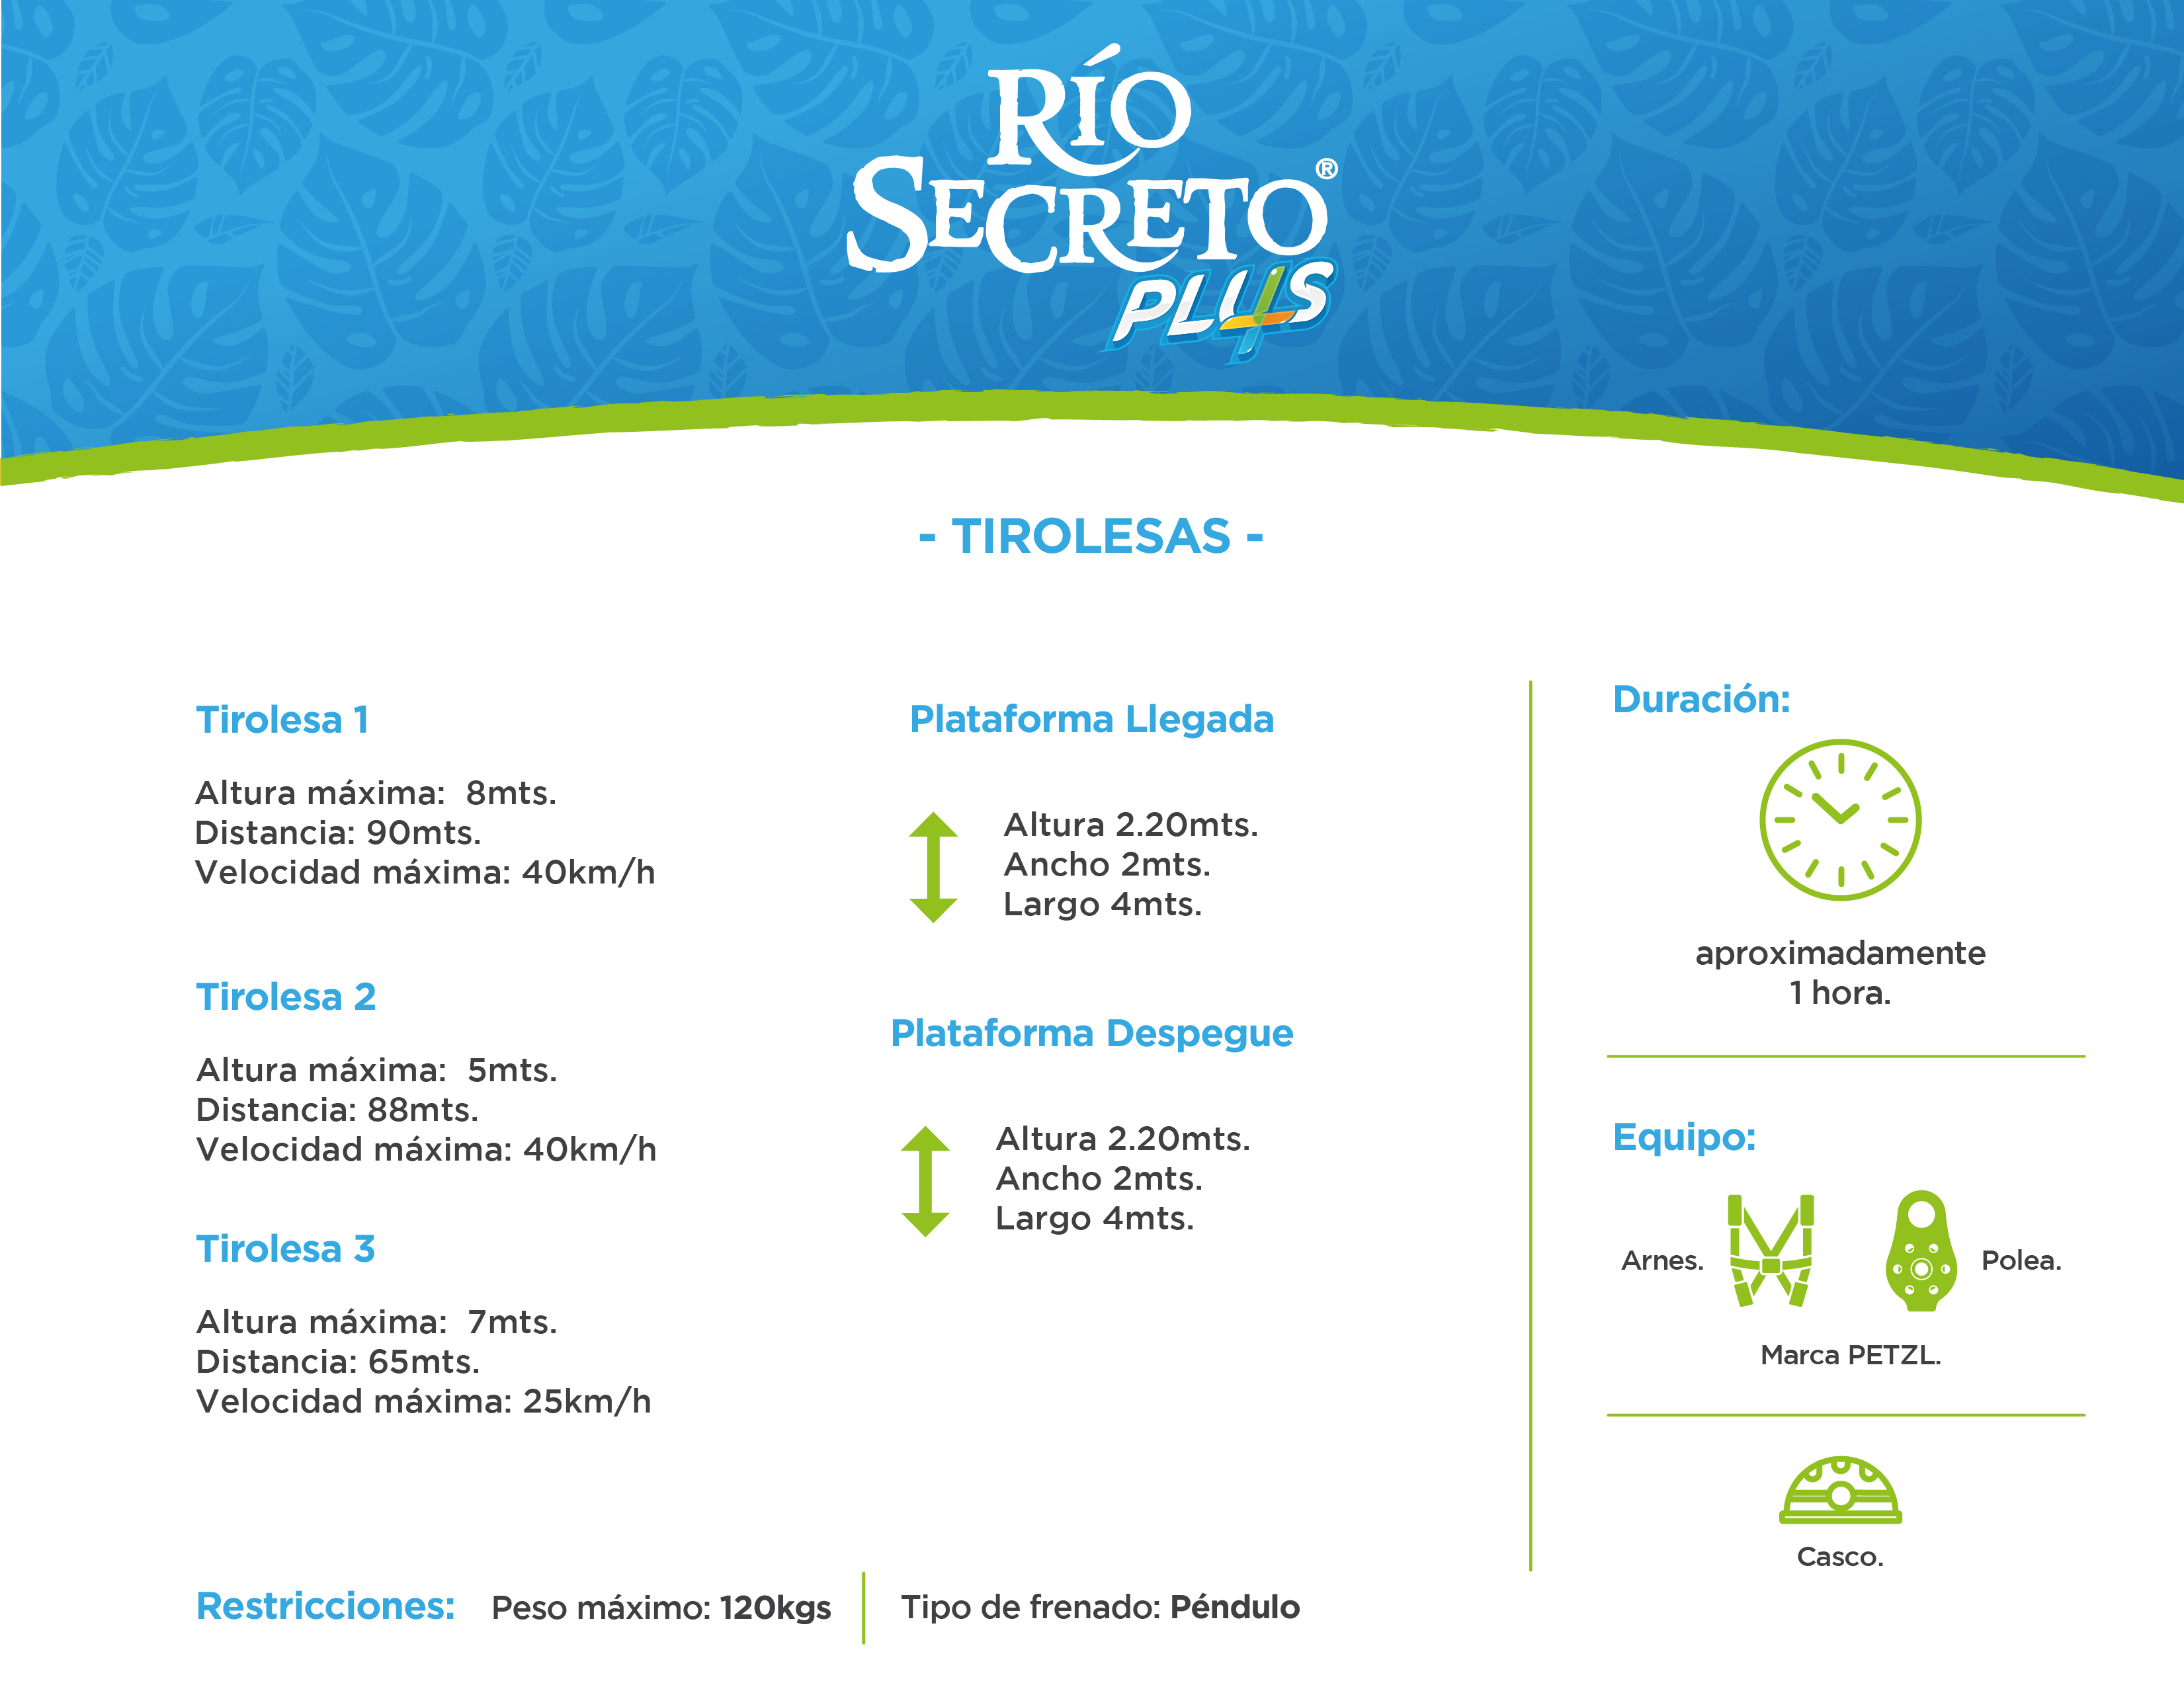 RÍO
SECRETO®
PLUS
- TIROLESAS -
Tirolesa 1
Altura máxima:  8mts.
Distancia: 90mts.
Velocidad máxima: 40km/h
Tirolesa 2
Altura máxima:  5mts.
Distancia: 88mts.
Velocidad máxima: 40km/h
Tirolesa 3
Altura máxima:  7mts.
Distancia: 65mts.
Velocidad máxima: 25km/h
Plataforma Llegada
Altura 2.20mts.
Ancho 2mts.
Largo 4mts.
Plataforma Despegue
Altura 2.20mts.
Ancho 2mts.
Largo 4mts.
Duración:
aproximadamente
1 hora.
Equipo:
Arnes.
Polea.
Marca PETZL.
Casco.
Restricciones: Peso máximo: 120kgs
Tipo de frenado: Péndulo